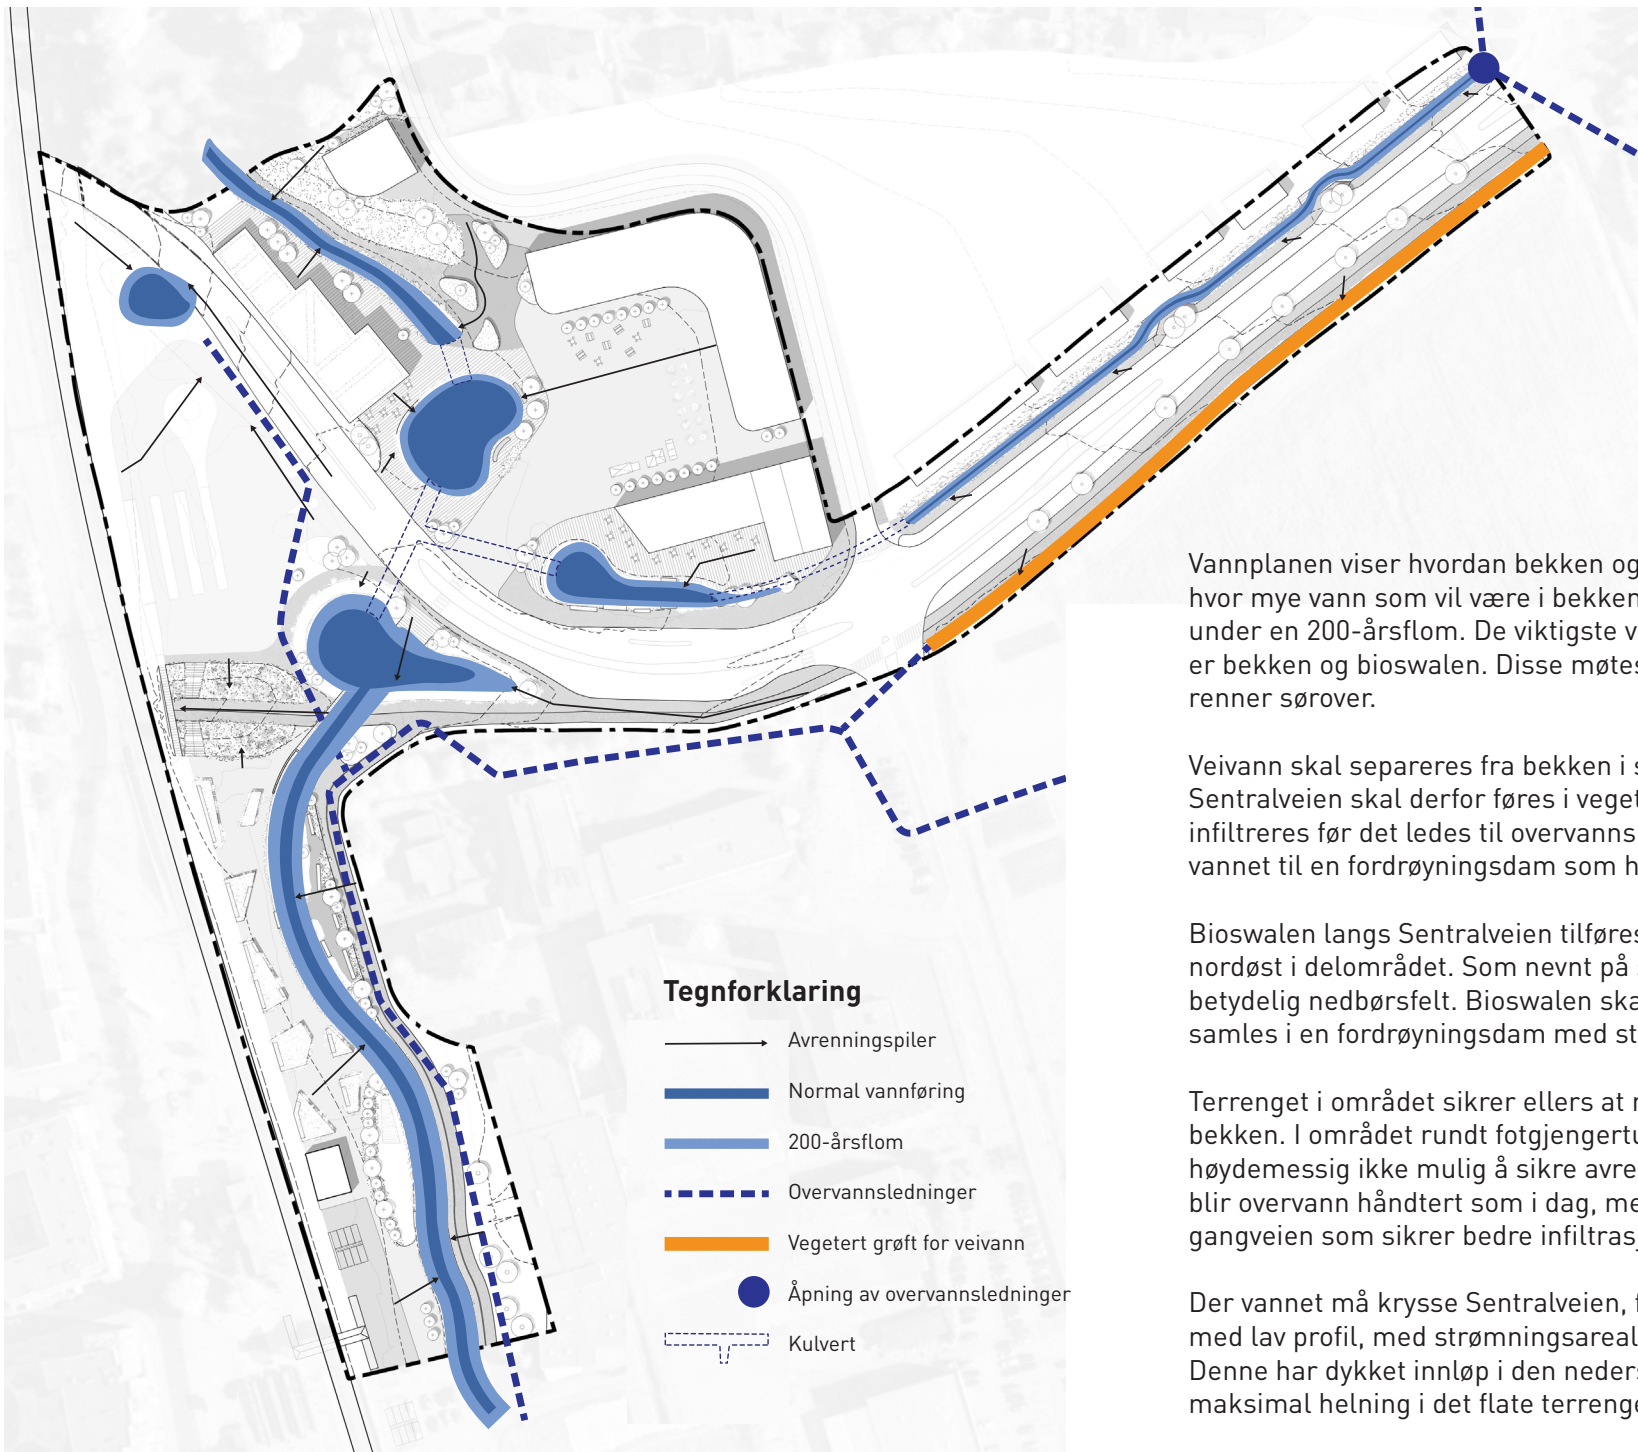 Vannplanen viser hvordan bekken og
hvor mye vann som vil være i bekken
under en 200-årsflom. De viktigste v
er bekken og bioswalen. Disse møtes
renner sørover.
Veivann skal separeres fra bekken i s
Sentralveien skal derfor føres i veget
infiltreres før det ledes til overvanns
vannet til en fordrøyningsdam som h
Bioswalen langs Sentralveien tilføres
nordøst i delområdet. Som nevnt på
betydelig nedbørsfelt. Bioswalen ska
samles i en fordrøyningsdam med st
Terrenget i området sikrer ellers at
bekken. I området rundt fotgjengertu
høydemessig ikke mulig å sikre avre
blir overvann håndtert som i dag, me
gangveien som sikrer bedre infiltras
Der vannet må krysse Sentralveien, f
med lav profil, med strømningsareal
Denne har dykket innløp i den neders
maksimal helning i det flate terrenge
Tegnforklaring
Avrenningspiler
Normal vannføring
200-årsflom
Overvannsledninger
Vegetert grøft for veivann
Åpning av overvannsledninger
Kulvert